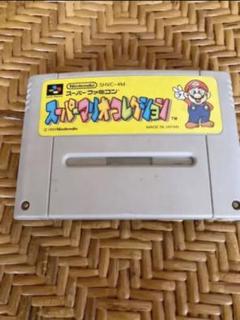 Nintendo SHVC-4M
スーパーファミコン
スーパーマリオコレクション TM
MADE IN JAPAN
Nintendo